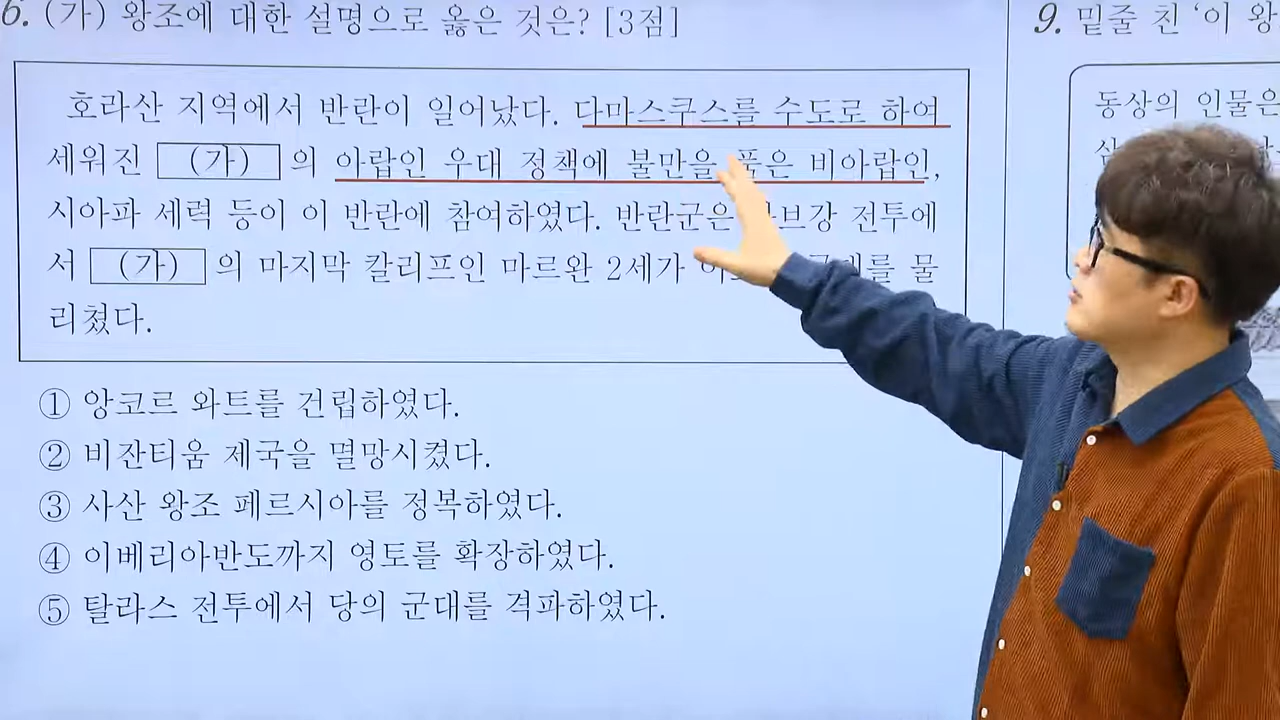 6. (가) 왕조에 대한 설명으로 옳은 것은? [3점]
호라산 지역에서 반란이 일어났다. 다마스쿠스를 수도로 하여
세워진 (가) 의 아랍인 우대 정책에 불만을 품은 비아랍인,
시아파 세력 등이 이 반란에 참여하였다. 반란군은 강 전투에
서 (가) 의 마지막 칼리프인 마르완 2세가 물
리쳤다.
① 앙코르 와트를 건립하였다.
② 비잔티움 제국을 멸망시켰다.
③ 사산 왕조 페르시아를 정복하였다.
④ 이베리아반도까지 영토를 확장하였다.
⑤ 탈라스 전투에서 당의 군대를 격파하였다.
9. 밑줄 친 ‘이 왕
동상의 인물은